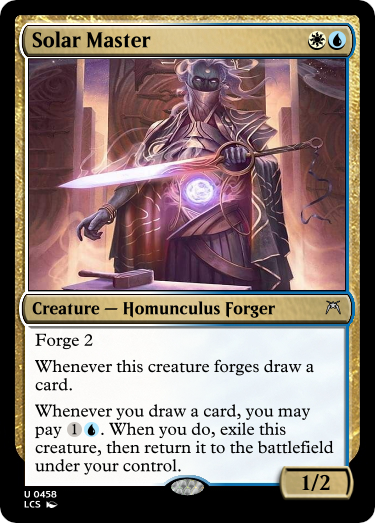 Solar Master
Creature — Homunculus Forger
Forge 2
Whenever this creature forges draw a
card.
Whenever you draw a card, you may
pay 1. When you do, exile this
creature, then return it to the battlefield
under your control.
1/2
U 0458
LCS